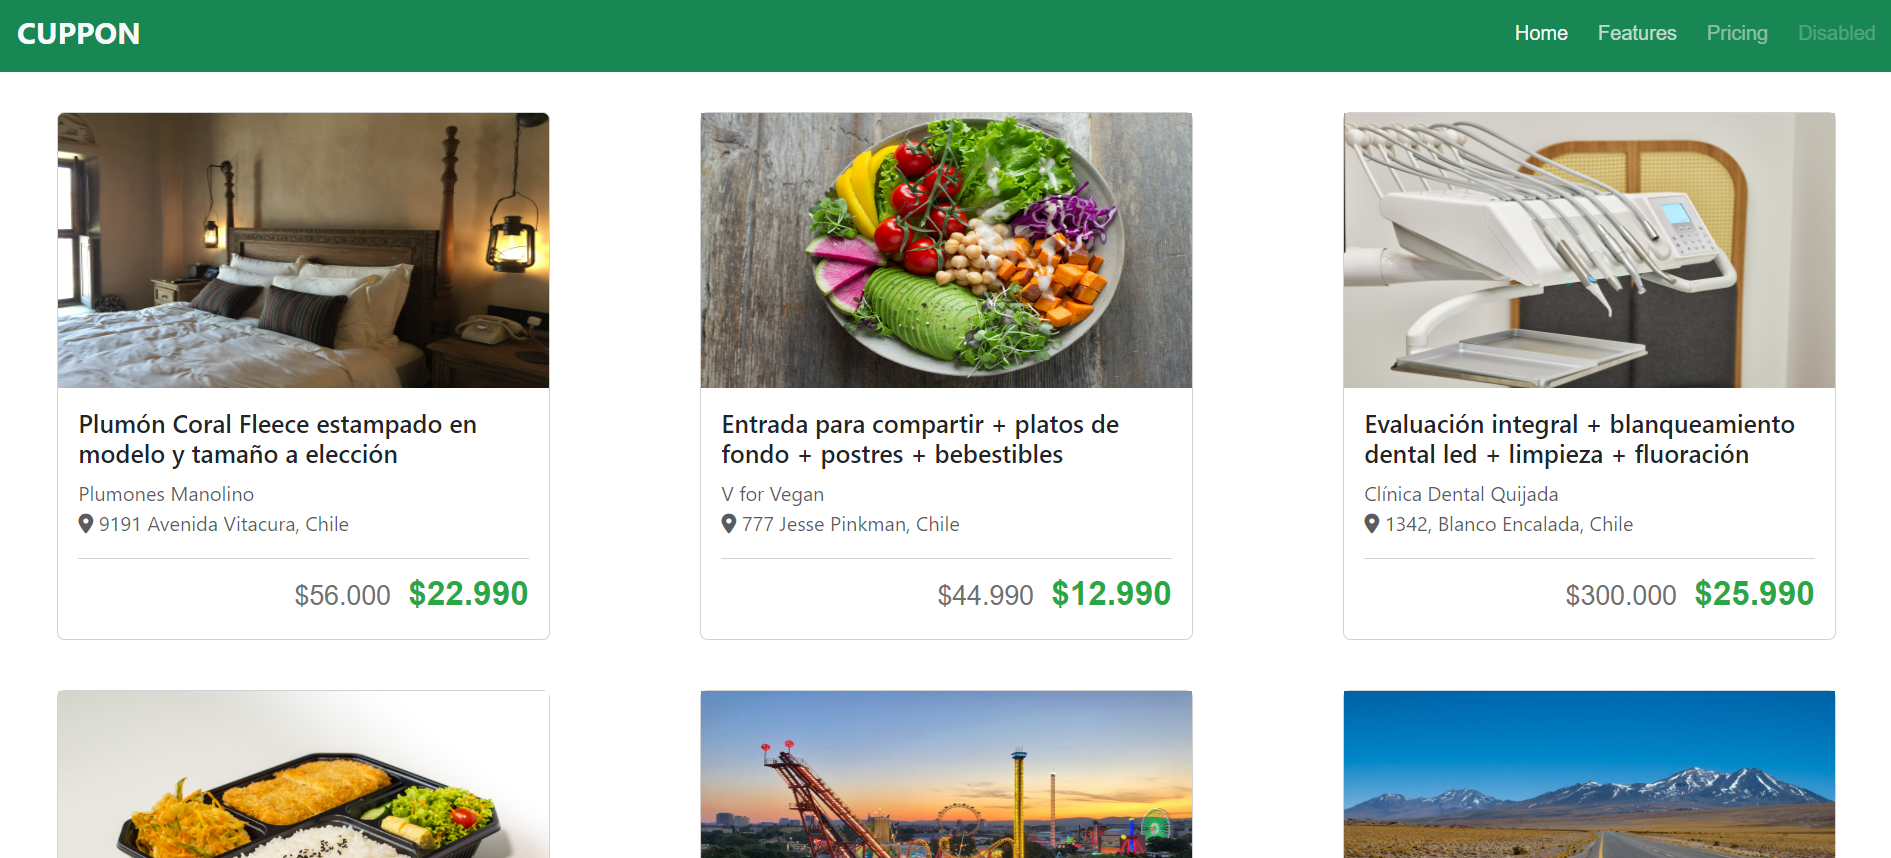 CUPPON
Home Features Pricing Disabled
Plumón Coral Fleece estampado en
modelo y tamaño a elección
Plumones Manolino
9191 Avenida Vitacura, Chile
$56.000 $22.990
Entrada para compartir + platos de
fondo + postres + bebestibles
V for Vegan
777 Jesse Pinkman, Chile
$44.990 $12.990
Evaluación integral + blanqueamiento
dental led + limpieza + fluoración
Clínica Dental Quijada
1342, Blanco Encalada, Chile
$300.000 $25.990